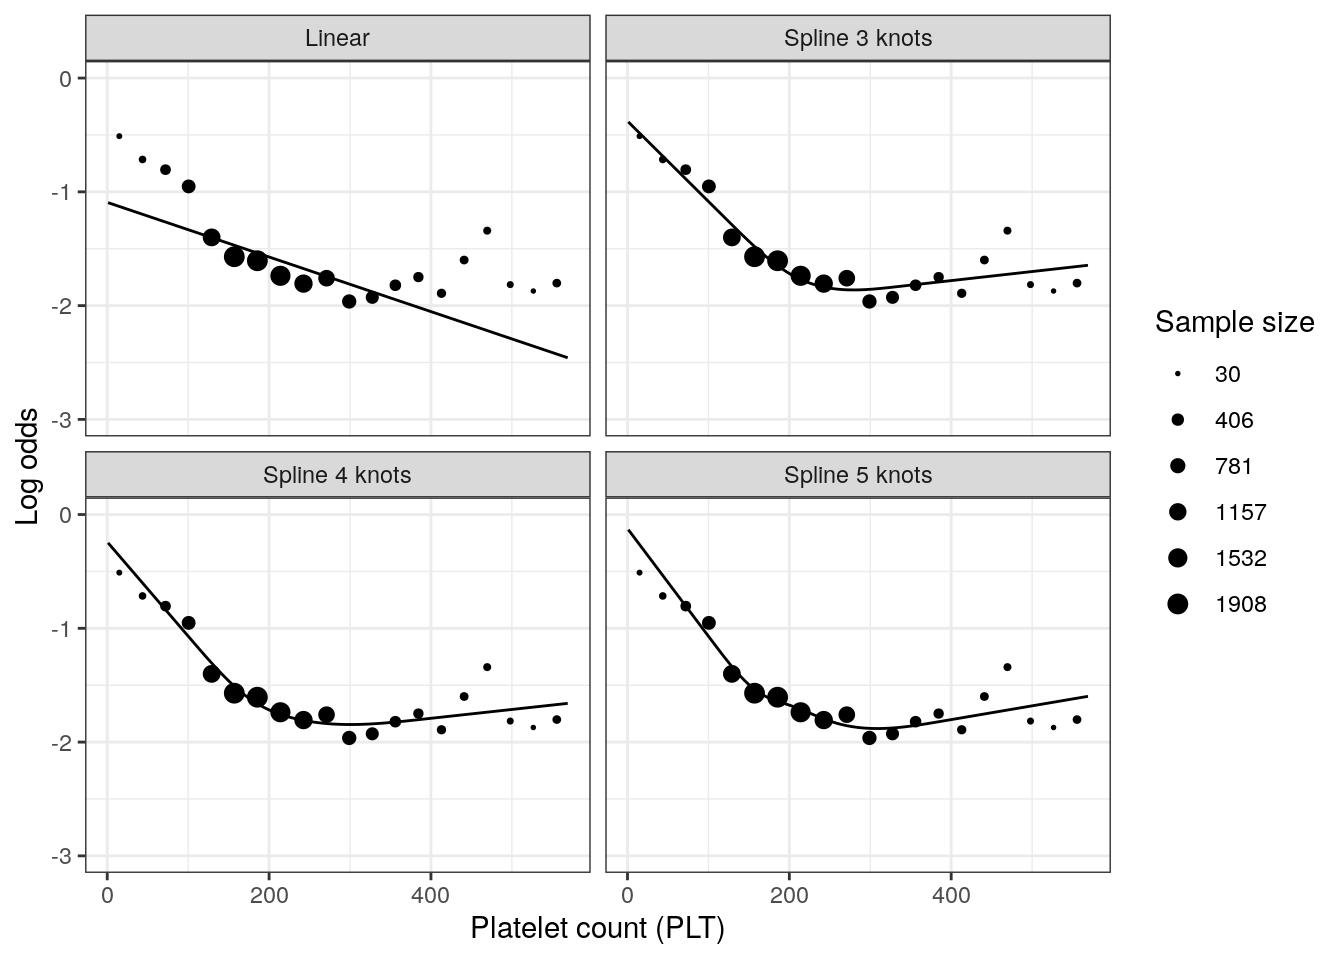 Linear
Spline 3 knots
0
-1
-2
-3
Spline 4 knots
Spline 5 knots
0
-1
-2
-3
0
200
400
0
200
400
Platelet count (PLT)
Log odds
Sample size
30
406
781
1157
1532
1908